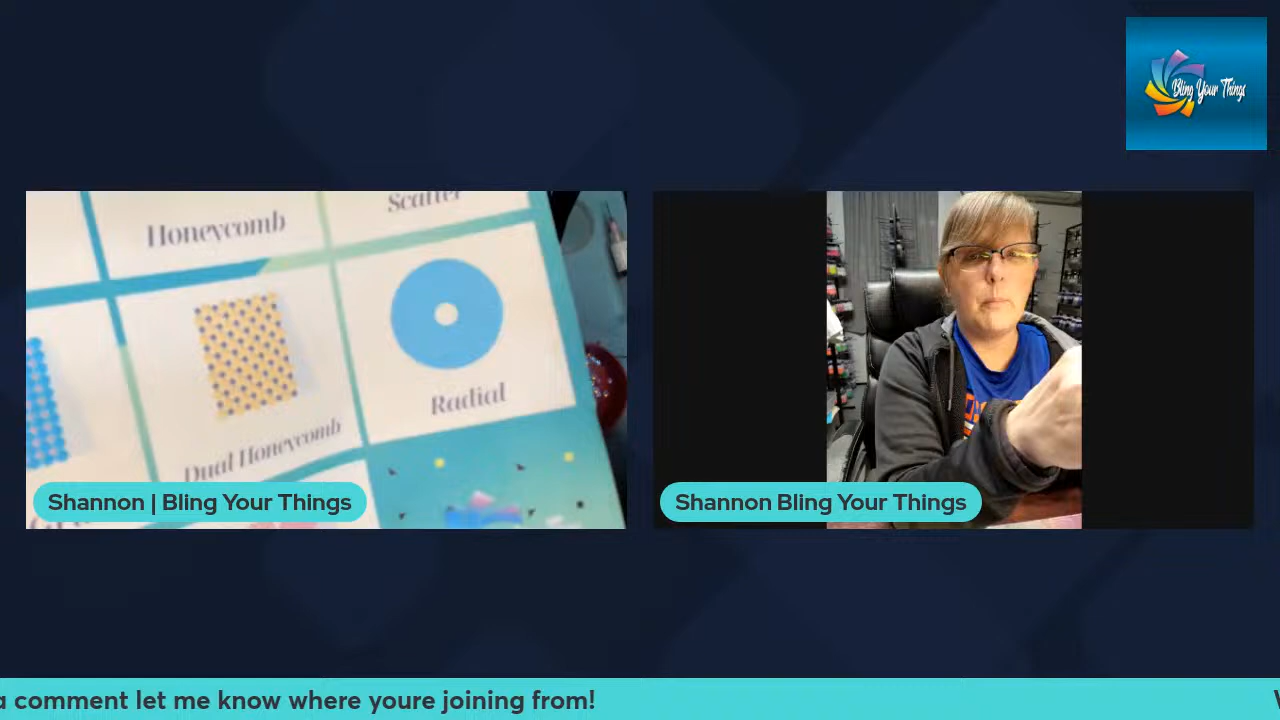 Bling Your Things
Scatter
Honeycomb
Radial
Dual Honeycomb
Shannon | Bling Your Things
Shannon Bling Your Things
a comment let me know where youre joining from!